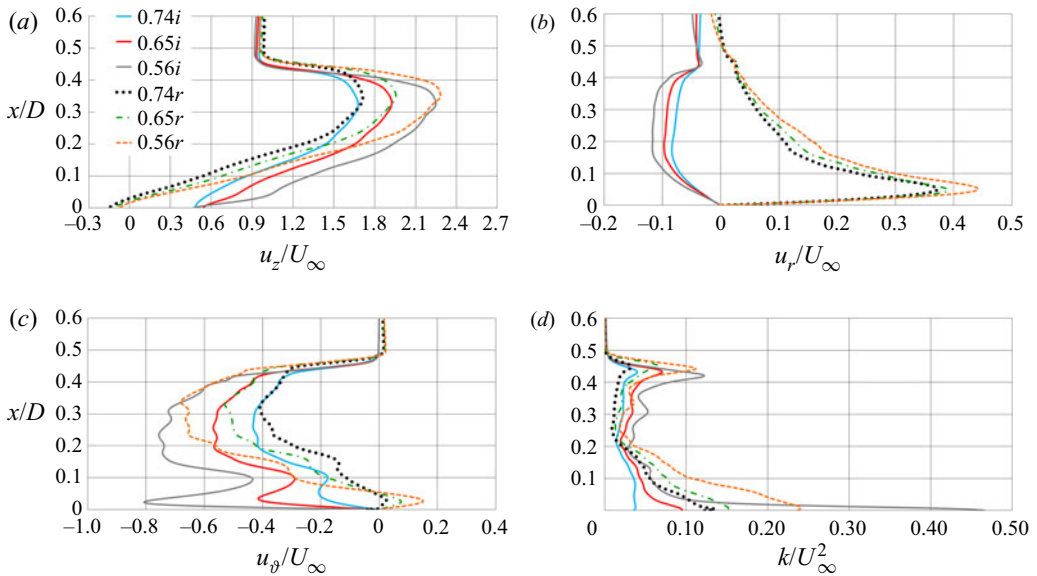 (a)
0.6
0.5
0.4
x/D 0.3
0.2
0.1
0
0.74i
0.65i
0.56i
0.74r
0.65r
0.56r
–0.3 0 0.3 0.6 0.9 1.2 1.5 1.8 2.1 2.4 2.7
u_z/U_∞
(b)
0.6
0.5
0.4
0.3
0.2
0.1
0
–0.2 –0.1 0 0.1 0.2 0.3 0.4 0.5
u_r/U_∞
(c)
0.6
0.5
0.4
x/D 0.3
0.2
0.1
0
–1.0 –0.8 –0.6 –0.4 –0.2 0 0.2 0.4
u_ϑ/U_∞
(d)
0.6
0.5
0.4
0.3
0.2
0.1
0
0 0.10 0.20 0.30 0.40 0.50
k/U²_∞